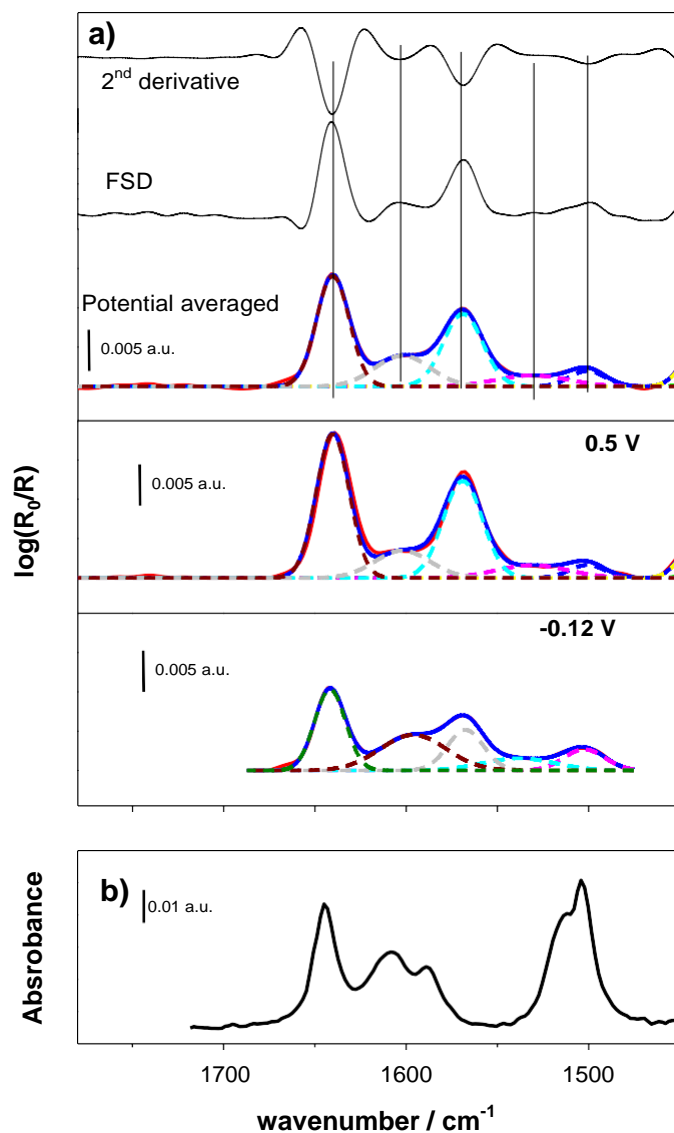 a)
2nd derivative
FSD
Potential averaged
0.005 a.u.
0.5 V
0.005 a.u.
log(R0/R)
-0.12 V
0.005 a.u.
b)
0.01 a.u.
Absrobance
1700 1600 1500
wavenumber / cm-1